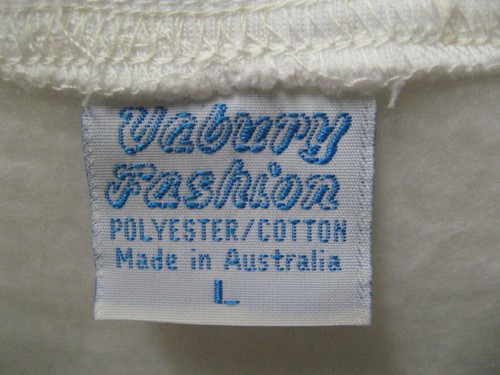 Vabury
Fashion
POLYESTER/COTTON
Made in Australia
L